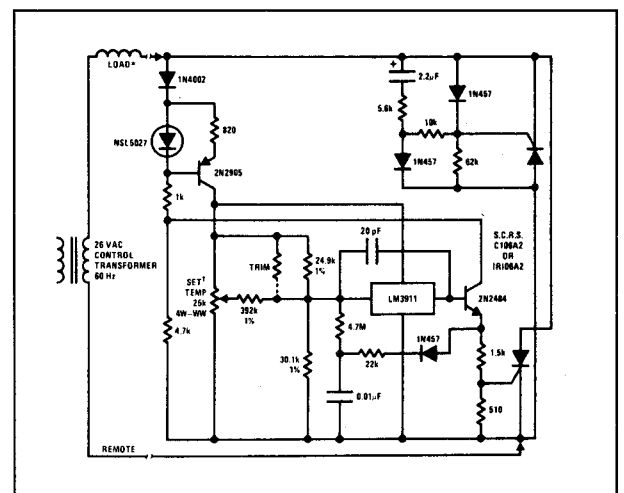 LOAD*
1N4002
NSL5027
820
2N2905
1k
26 VAC
CONTROL
TRANSFORMER
60 Hz
4.7k
SET†
TEMP
25k
4W-WW
TRIM
392k
1%
24.9k
1%
30.1k
1%
20 pF
LM3911
4.7M
22k
1N457
0.01μF
2N2484
1.5k
510
+
2.2μF
5.6k
10k
1N457
1N457
62k
S.C.R.S.
C106A2
OR
IR106A2
REMOTE